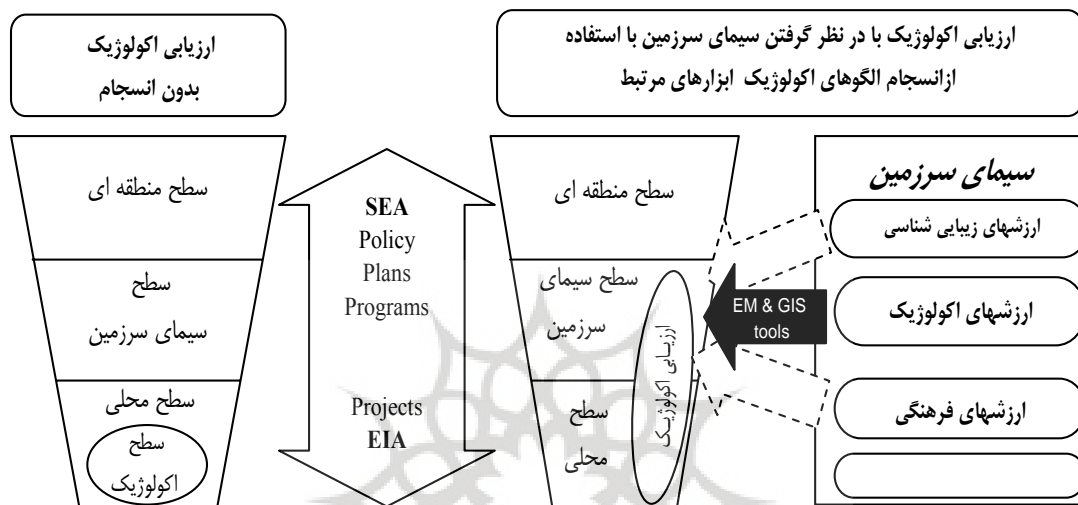 ارزیابی اکولوژیک با در نظر گرفتن سیمای سرزمین با استفاده
ازانسجام الگوهای اکولوژیک ابزارهای مرتبط
ارزیابی اکولوژیک
بدون انسجام
سیمای سرزمین
ارزشهای زیبایی شناسی
ارزشهای اکولوژیک
ارزشهای فرهنگی
EM & GIS
tools
سطح منطقه ای
سطح سیمای
سرزمین
سطح
محلی
ارزیـابی اکولوژیـک
SEA
Policy
Plans
Programs
Projects
EIA
سطح منطقه ای
سطح
سیمای سرزمین
سطح محلی
سطح
اکولوژیک